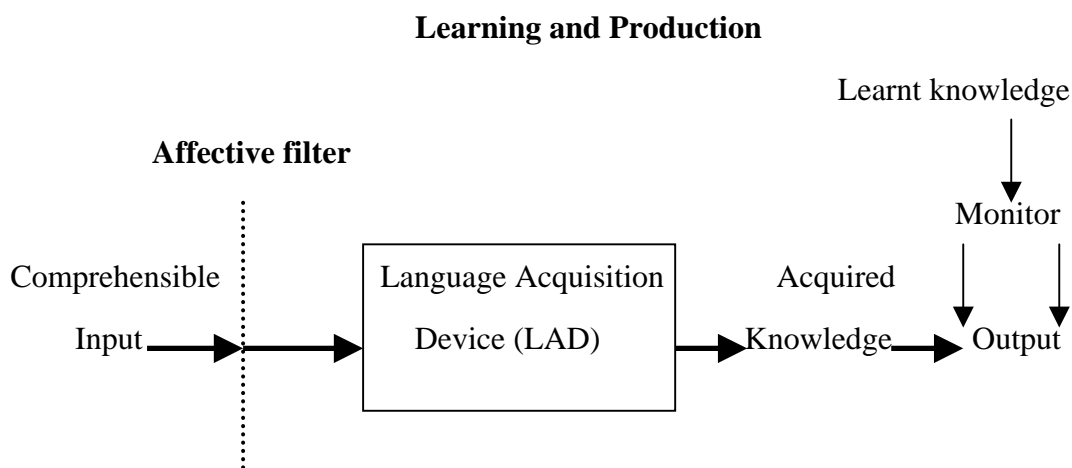 Learning and Production
Learnt knowledge
Affective filter
Monitor
Comprehensible
Input
Language Acquisition
Device (LAD)
Acquired
Knowledge
Output